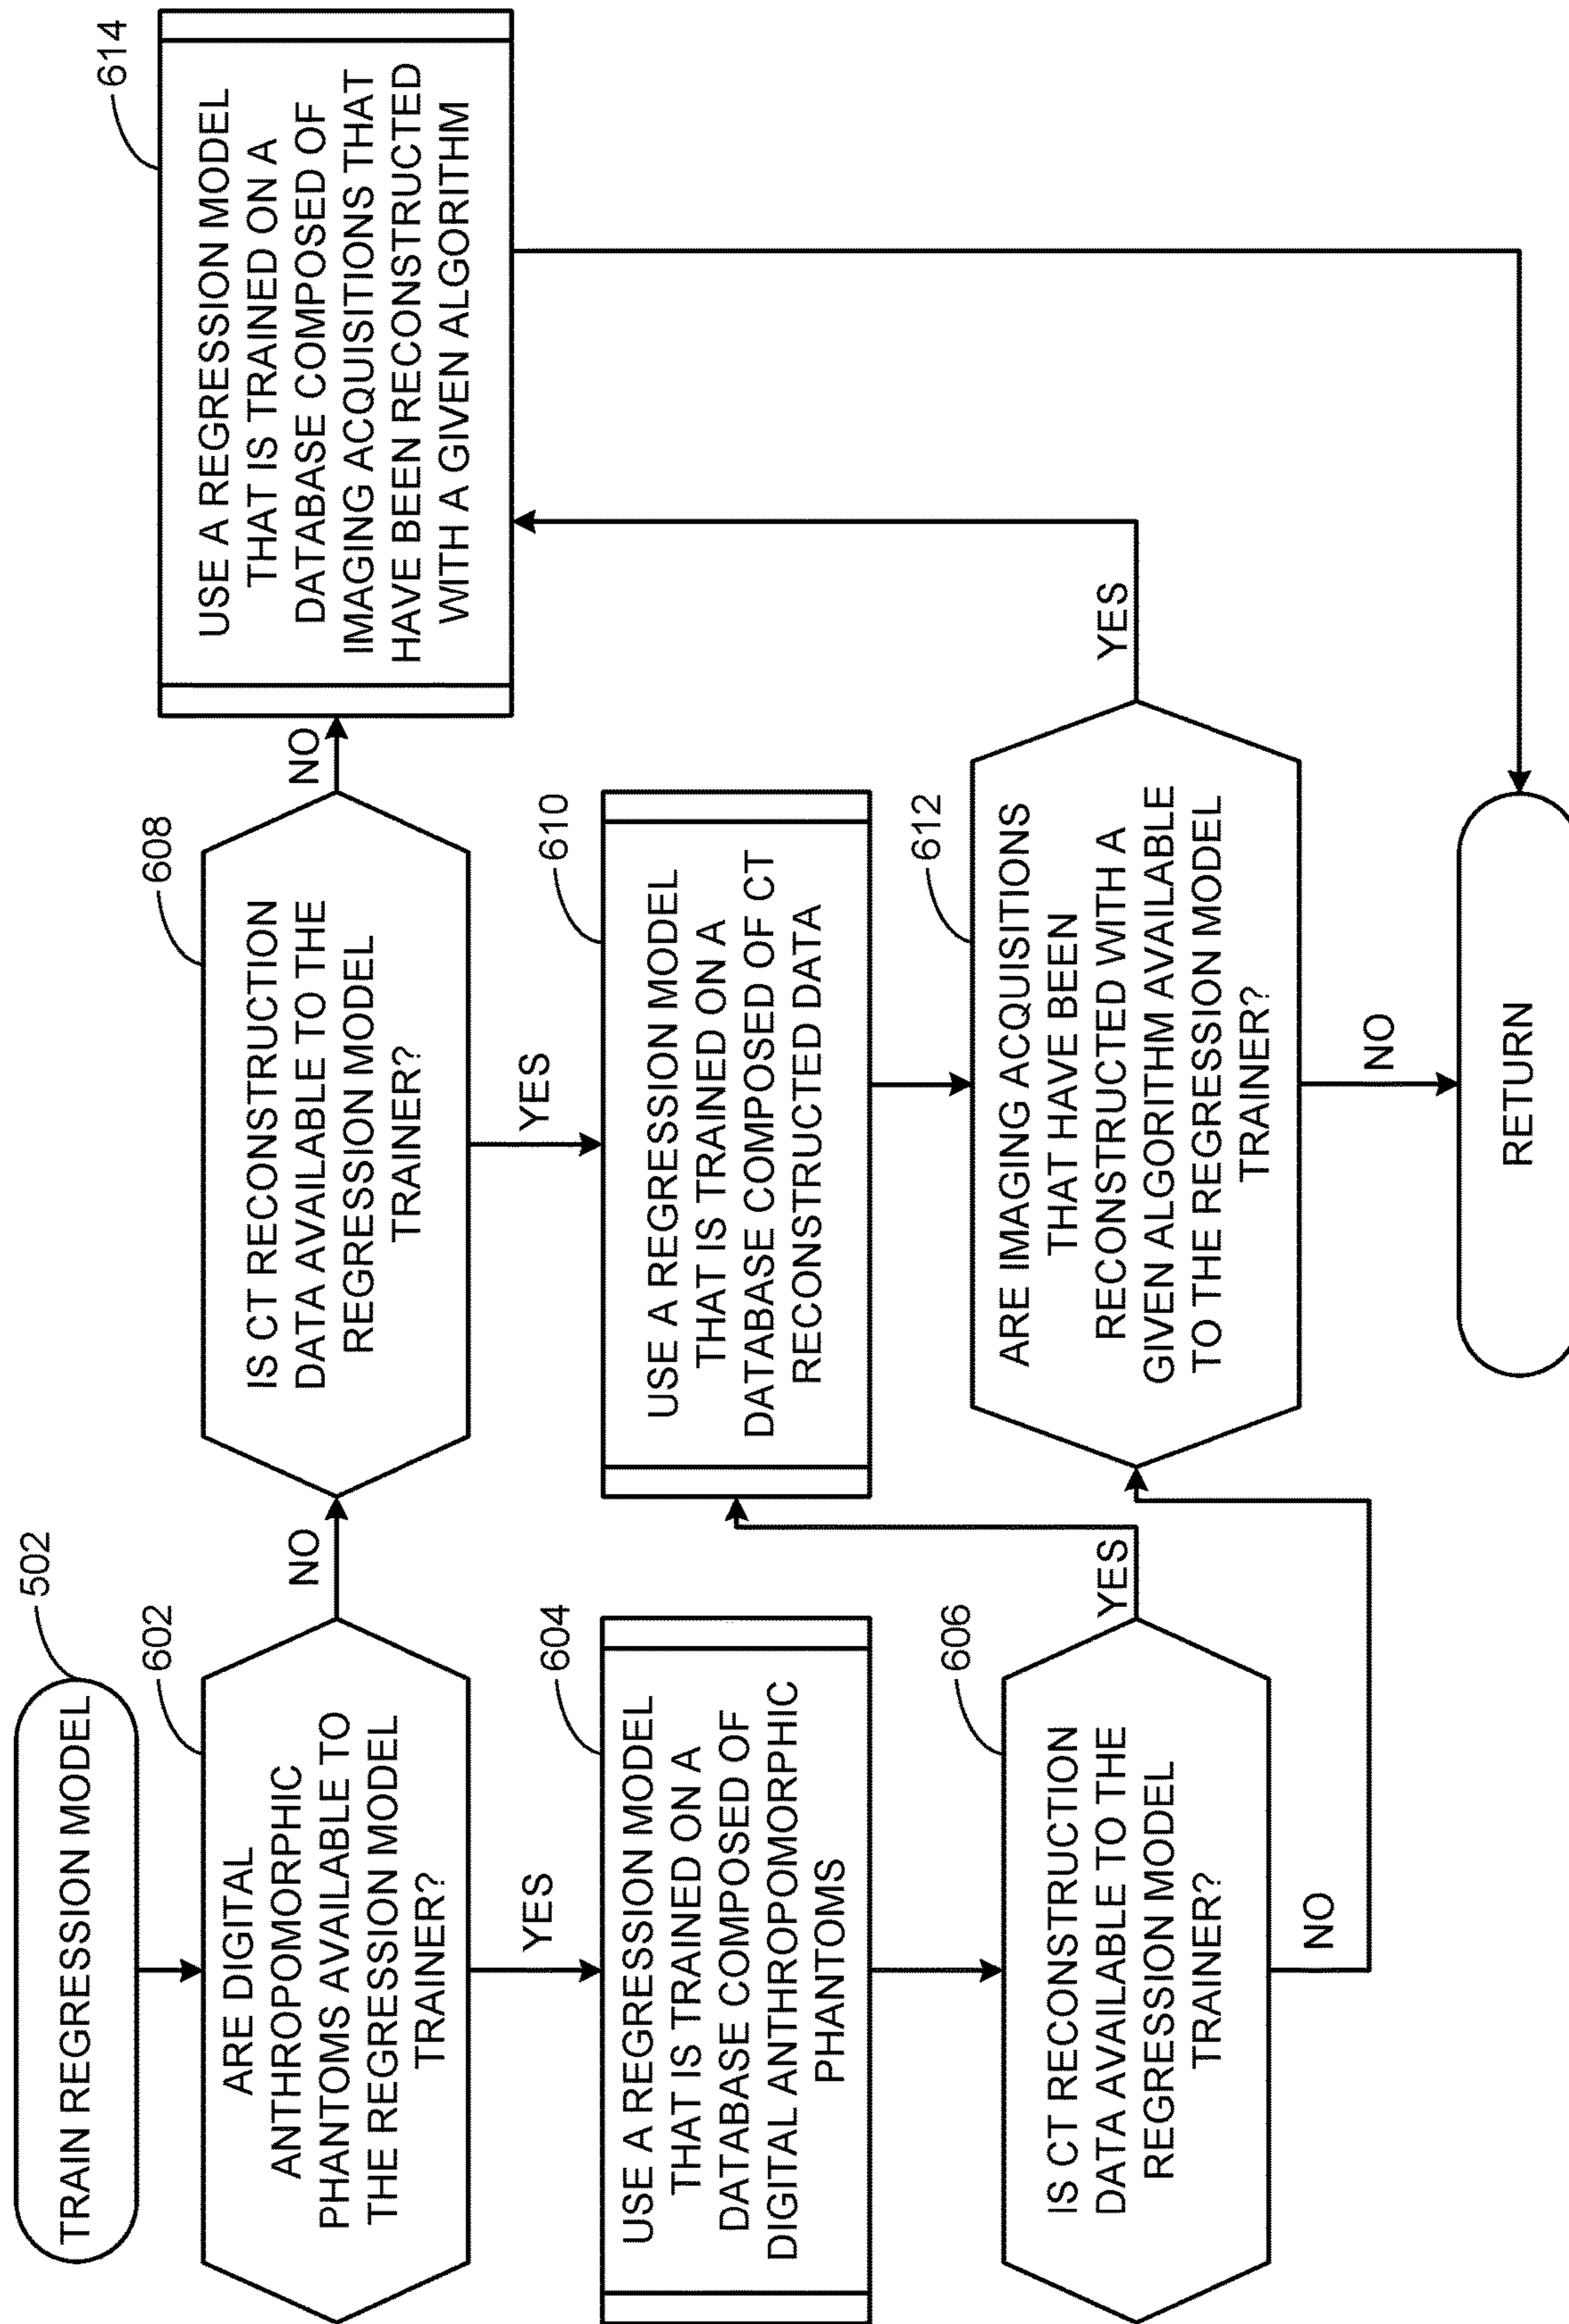 TRAIN REGRESSION MODEL
502
602
ARE DIGITAL
ANTHROPOMORPHIC
PHANTOMS AVAILABLE TO
THE REGRESSION MODEL
TRAINER?
NO
YES
604
USE A REGRESSION MODEL
THAT IS TRAINED ON A
DATABASE COMPOSED OF
DIGITAL ANTHROPOMORPHIC
PHANTOMS
606
IS CT RECONSTRUCTION
DATA AVAILABLE TO THE
REGRESSION MODEL
TRAINER?
YES
NO
608
IS CT RECONSTRUCTION
DATA AVAILABLE TO THE
REGRESSION MODEL
TRAINER?
NO
YES
610
USE A REGRESSION MODEL
THAT IS TRAINED ON A
DATABASE COMPOSED OF CT
RECONSTRUCTED DATA
612
ARE IMAGING ACQUISITIONS
THAT HAVE BEEN
RECONSTRUCTED WITH A
GIVEN ALGORITHM AVAILABLE
TO THE REGRESSION MODEL
TRAINER?
YES
NO
614
USE A REGRESSION MODEL
THAT IS TRAINED ON A
DATABASE COMPOSED OF
IMAGING ACQUISITIONS THAT
HAVE BEEN RECONSTRUCTED
WITH A GIVEN ALGORITHM
RETURN